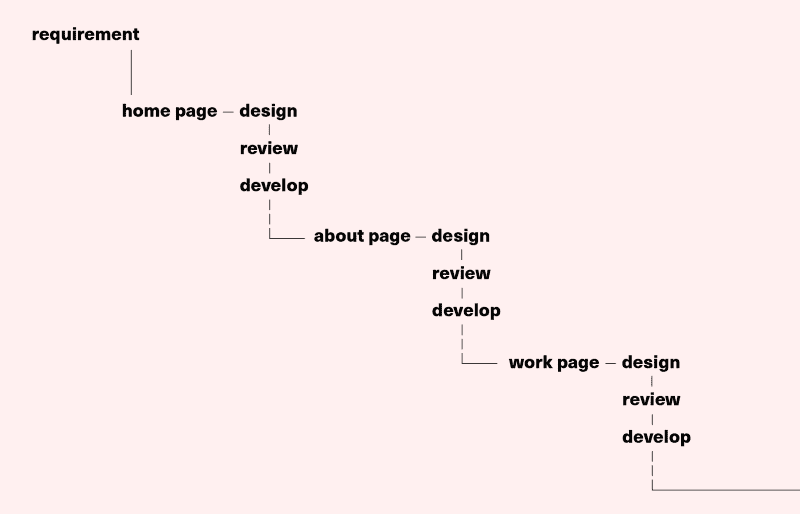 requirement
home page – design
review
develop
about page – design
review
develop
work page – design
review
develop